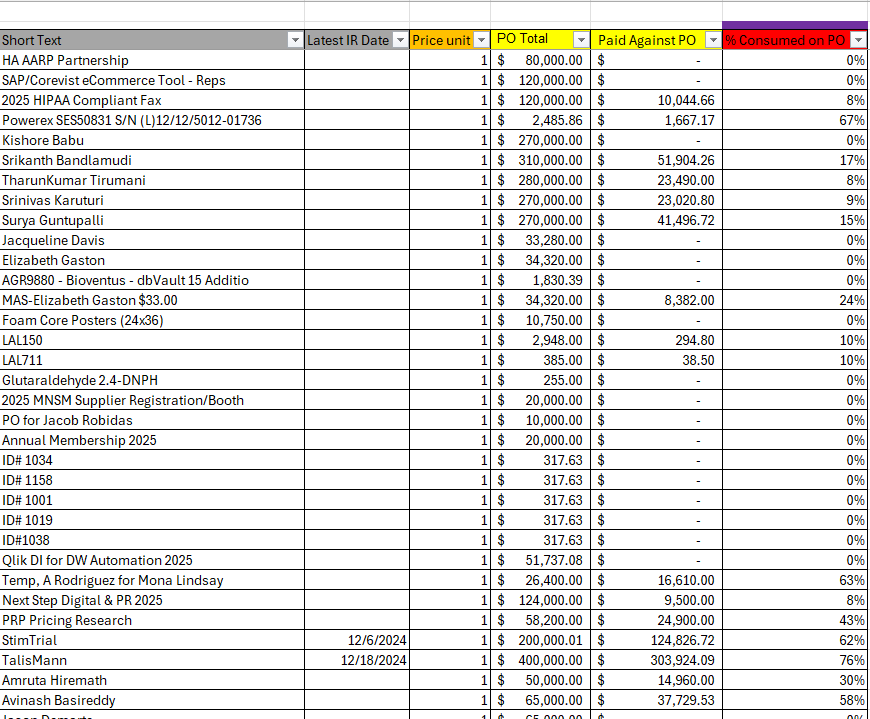 Short Text Latest IR Date Price unit PO Total Paid Against PO % Consumed on PO
HA AARP Partnership 1 $ 80,000.00 $ - 0%
SAP/Corevist eCommerce Tool - Reps 1 $ 120,000.00 $ - 0%
2025 HIPAA Compliant Fax 1 $ 120,000.00 $ 10,044.66 8%
Powerex SES50831 S/N (L)12/12/5012-01736 1 $ 2,485.86 $ 1,667.17 67%
Kishore Babu 1 $ 270,000.00 $ - 0%
Srikanth Bandlamudi 1 $ 310,000.00 $ 51,904.26 17%
TharunKumar Tirumani 1 $ 280,000.00 $ 23,490.00 8%
Srinivas Karuturi 1 $ 270,000.00 $ 23,020.80 9%
Surya Guntupalli 1 $ 270,000.00 $ 41,496.72 15%
Jacqueline Davis 1 $ 33,280.00 $ - 0%
Elizabeth Gaston 1 $ 34,320.00 $ - 0%
AGR9880 - Bioventus - dbVault 15 Additio 1 $ 1,830.39 $ - 0%
MAS-Elizabeth Gaston $33.00 1 $ 34,320.00 $ 8,382.00 24%
Foam Core Posters (24x36) 1 $ 10,750.00 $ - 0%
LAL150 1 $ 2,948.00 $ 294.80 10%
LAL711 1 $ 385.00 $ 38.50 10%
Glutaraldehyde 2.4-DNPH 1 $ 255.00 $ - 0%
2025 MNSM Supplier Registration/Booth 1 $ 20,000.00 $ - 0%
PO for Jacob Robidas 1 $ 10,000.00 $ - 0%
Annual Membership 2025 1 $ 20,000.00 $ - 0%
ID# 1034 1 $ 317.63 $ - 0%
ID# 1158 1 $ 317.63 $ - 0%
ID# 1001 1 $ 317.63 $ - 0%
ID# 1019 1 $ 317.63 $ - 0%
ID#1038 1 $ 317.63 $ - 0%
Qlik DI for DW Automation 2025 1 $ 51,737.08 $ - 0%
Temp, A Rodriguez for Mona Lindsay 1 $ 26,400.00 $ 16,610.00 63%
Next Step Digital & PR 2025 1 $ 124,000.00 $ 9,500.00 8%
PRP Pricing Research 1 $ 58,200.00 $ 24,900.00 43%
StimTrial 12/6/2024 1 $ 200,000.01 $ 124,826.72 62%
TalisMann 12/18/2024 1 $ 400,000.00 $ 303,924.09 76%
Amruta Hiremath 1 $ 50,000.00 $ 14,960.00 30%
Avinash Basireddy 1 $ 65,000.00 $ 37,729.53 58%